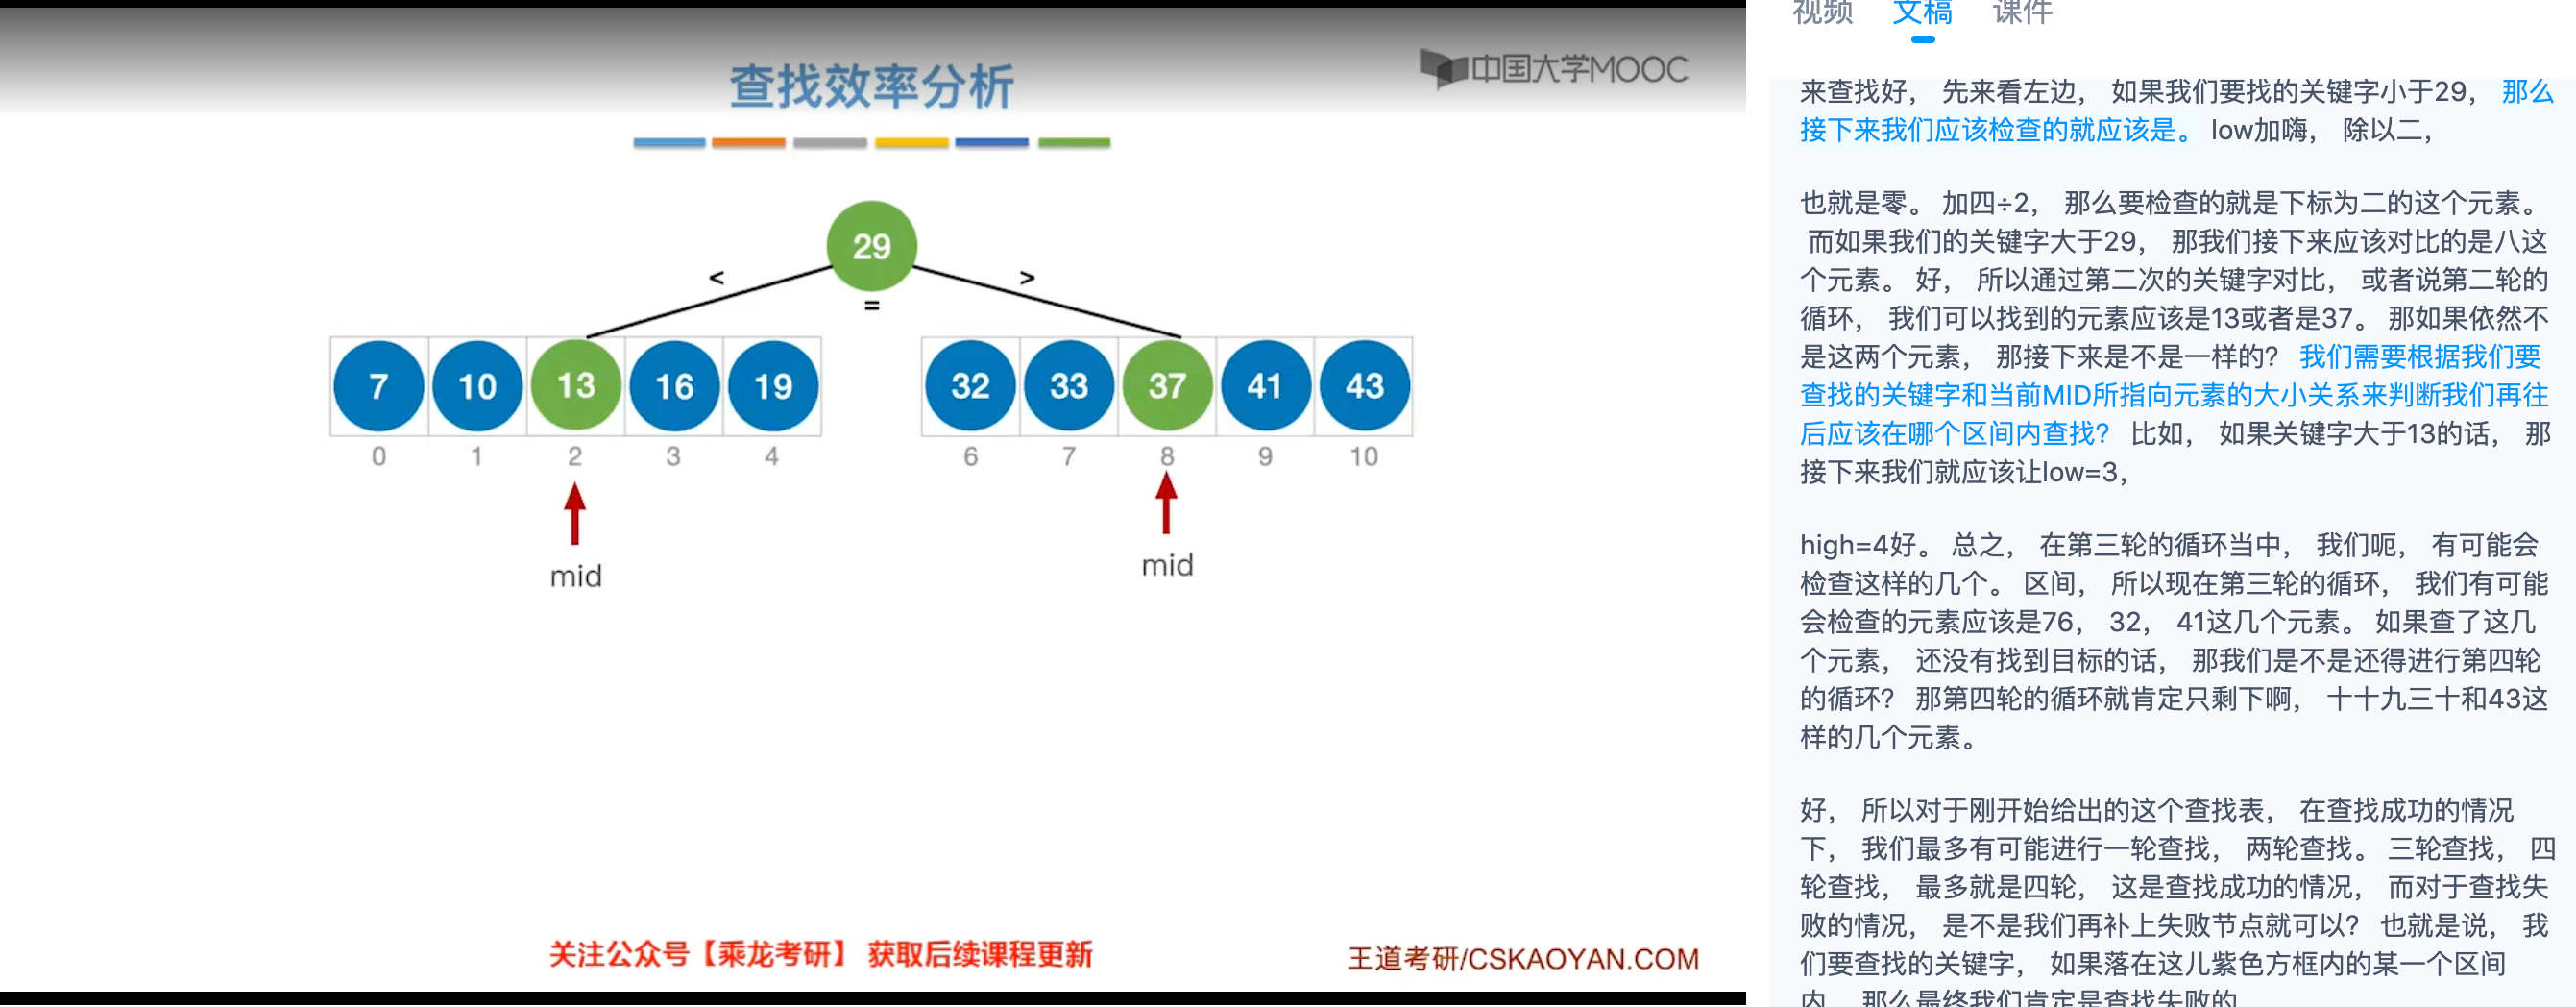 查找效率分析
中国大学MOOC
29
< >
=
7 10 13 16 19 32 33 37 41 43
0 1 2 3 4 6 7 8 9 10
mid mid
关注公众号【乘龙考研】 获取后续课程更新
王道考研/CSKAOYAN.COM
视频 文稿 课件
来查找好， 先来看左边， 如果我们要找的关键字小于29， 那么
接下来我们应该检查的就应该是。 low加嗨， 除以二，
也就是零。 加四÷2， 那么要检查的就是下标为二的这个元素。
而如果我们的关键字大于29， 那我们接下来应该对比的是八这
个元素。 好， 所以通过第二次的关键字对比， 或者说第二轮的
循环， 我们可以找到的元素应该是13或者是37。 那如果依然不
是这两个元素， 那接下来是不是一样的？ 我们需要根据我们要
查找的关键字和当前MID所指向元素的大小关系来判断我们再往
后应该在哪个区间内查找？ 比如， 如果关键字大于13的话， 那
接下来我们就应该让low=3，
high=4好。 总之， 在第三轮的循环当中， 我们呃， 有可能会
检查这样的几个。 区间， 所以现在第三轮的循环， 我们有可能
会检查的元素应该是76， 32， 41这几个元素。 如果查了这几
个元素， 还没有找到目标的话， 那我们是不是还得进行第四轮
的循环？ 那第四轮的循环就肯定只剩下啊， 十十九三十和43这
样的几个元素。
好， 所以对于刚开始给出的这个查找表， 在查找成功的情况
下， 我们最多有可能进行一轮查找， 两轮查找。 三轮查找， 四
轮查找， 最多就是四轮， 这是查找成功的情况， 而对于查找失
败的情况， 是不是我们再补上失败节点就可以？ 也就是说， 我
们要查找的关键字， 如果落在这儿紫色方框内的某一个区间
内， 那么最终我们肯定是查找失败的